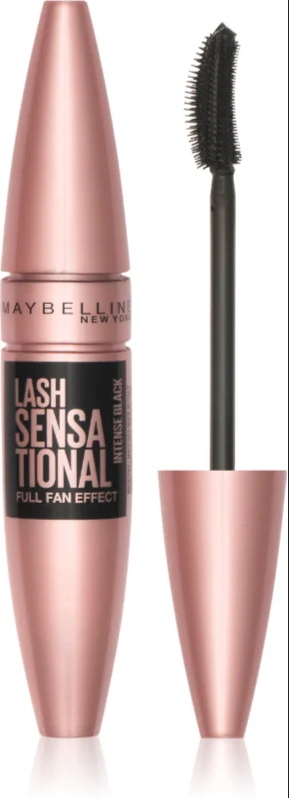 MAYBELLINE
NEW YORK
LASH
SENSA
TIONAL
FULL FAN EFFECT
INTENSE BLACK